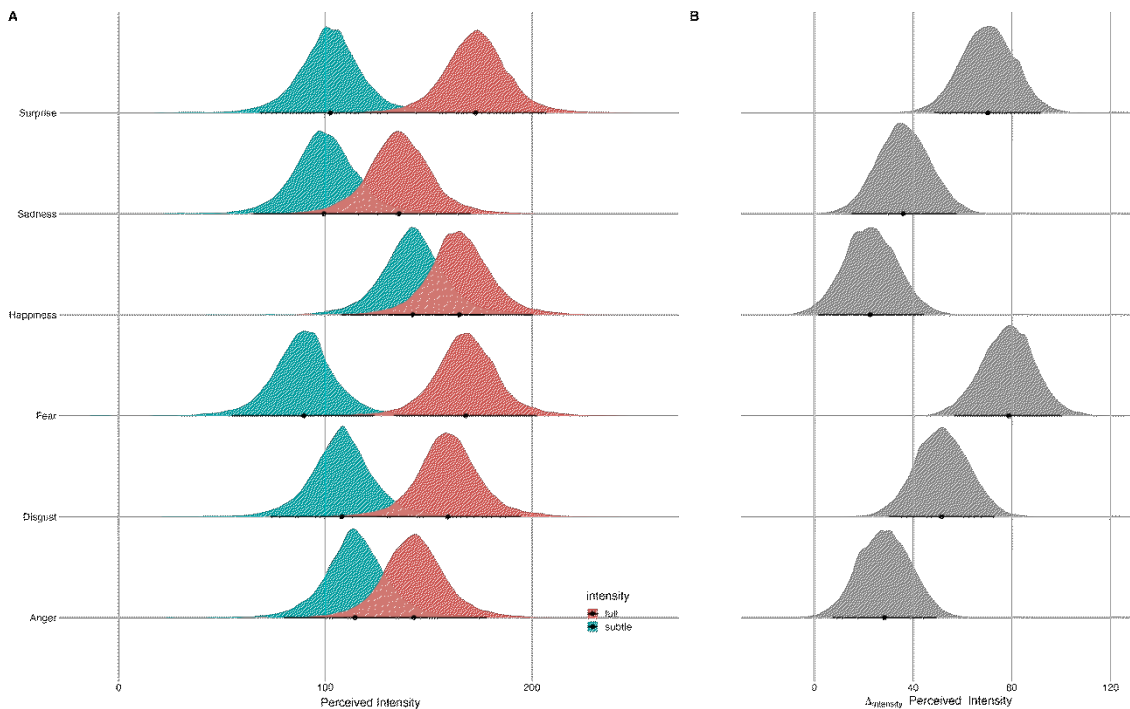 A
B
Surprise
Sadness
Happiness
Fear
Disgust
Anger
intensity
full
subtle
0
100
200
Perceived Intensity
0
40
80
120
Δintensity Perceived Intensity